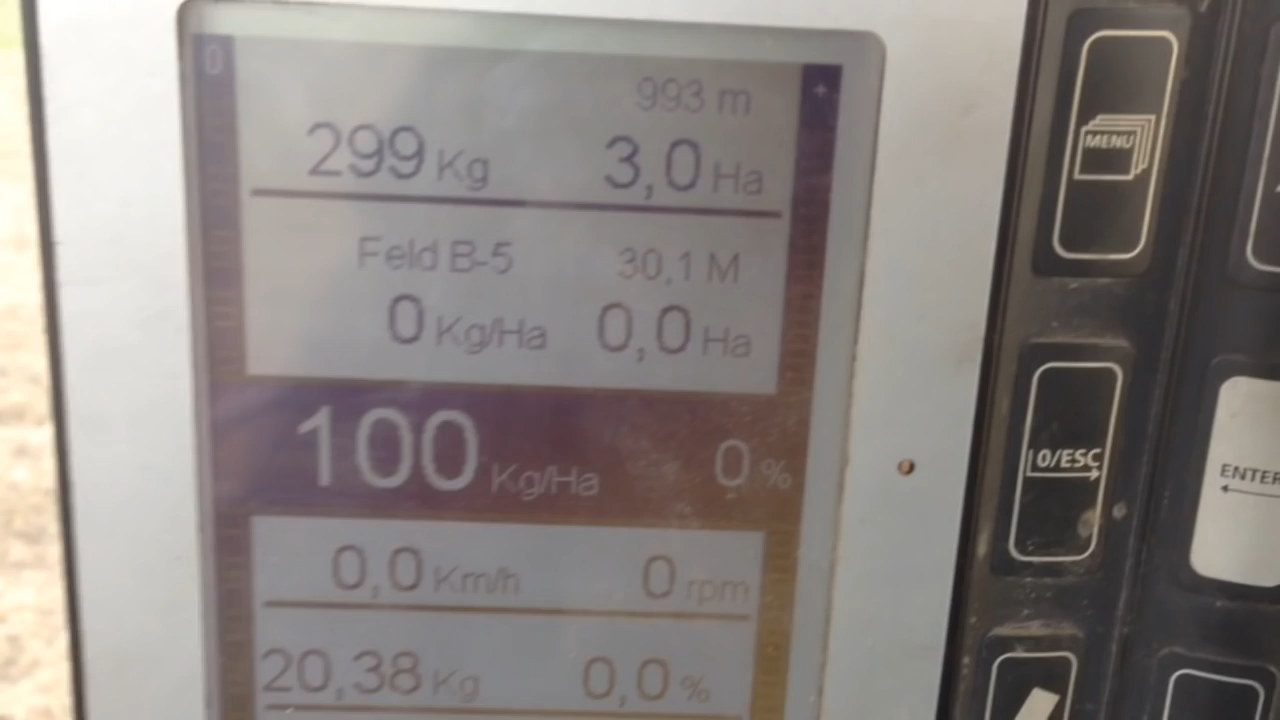 0
993 m
+
299 Kg 3,0 Ha
MENU
Feld B-5 30,1 M
0 Kg/Ha 0,0 Ha
100 Kg/Ha 0 %
0/ESC
ENTER
0,0 Km/h 0 rpm
20,38 Kg 0,0 %